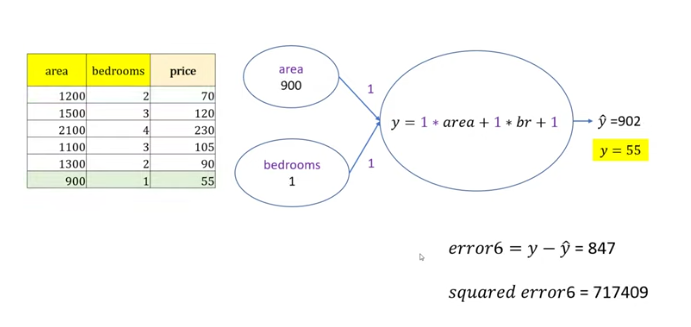 area bedrooms price
1200 2 70
1500 3 120
2100 4 230
1100 3 105
1300 2 90
900 1 55
area
900
1
bedrooms
1
1
y = 1 * area + 1 * br + 1
ŷ =902
y = 55
error6 = y − ŷ = 847
squared error6 = 717409